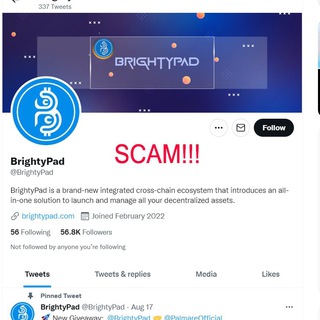 337 Tweets
BRIGHTYPAD
Follow
BrightyPad
@BrightyPad
SCAM!!!
BrightyPad is a brand-new integrated cross-chain ecosystem that introduces an all-
in-one solution to launch and manage all your decentralized assets.
brightypad.com Joined February 2022
56 Following 56.8K Followers
Not followed by anyone you're following
Tweets Tweets & replies Media Likes
Pinned Tweet
BrightyPad @BrightyPad · Aug 17
🚀 New Giveaway: @BrightyPad 🤝 @PalmareOfficial